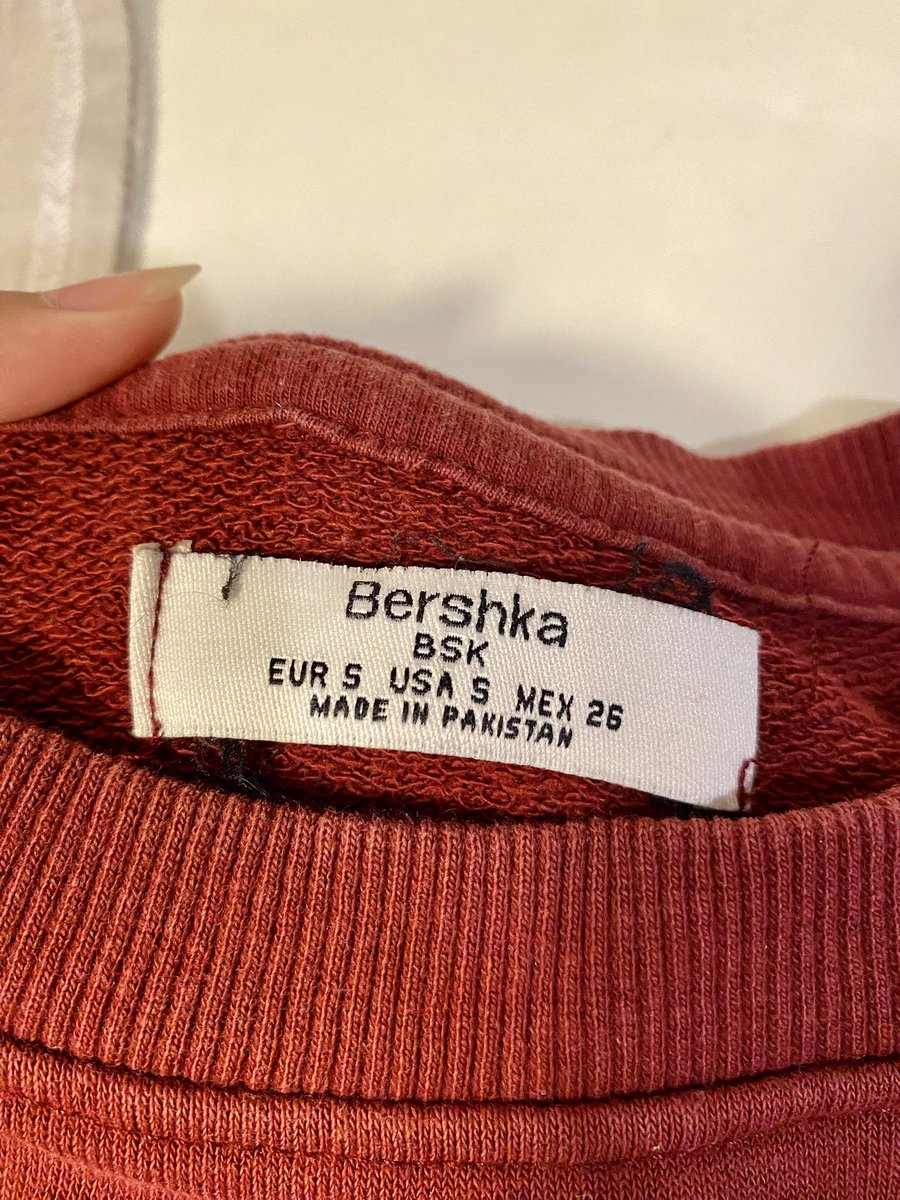 Bershka
BSK
EUR S USA S MEX 26
MADE IN PAKISTAN